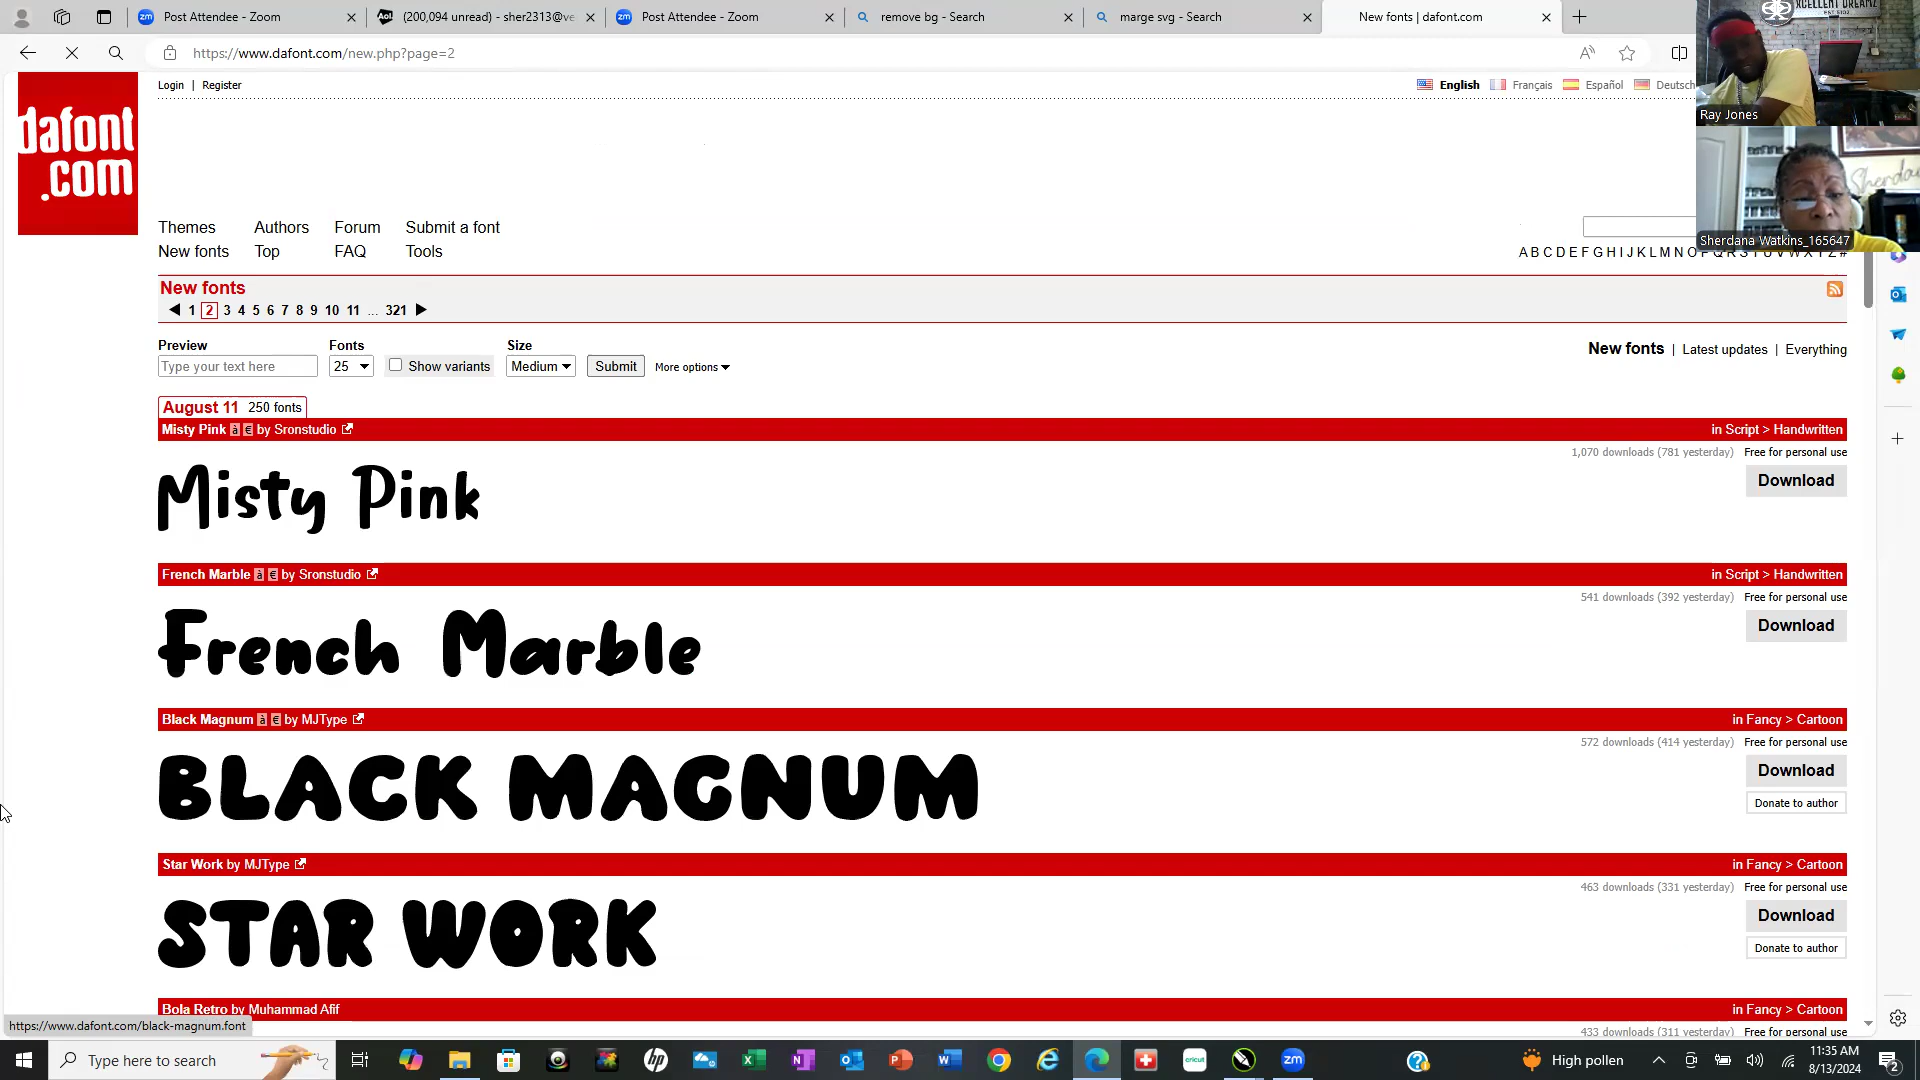 Post Attendee - Zoom
(200,094 unread) - sher2313@ve
Post Attendee - Zoom
remove bg - Search
marge svg - Search
New fonts | dafont.com
https://www.dafont.com/new.php?page=2
Login | Register
English Français Español Deutsch
dafont
.com
Themes Authors Forum Submit a font
New fonts Top FAQ Tools
A B C D E F G H I J K L M N O P Q R S T U V W X Y Z #
New fonts
1 2 3 4 5 6 7 8 9 10 11 ... 321
Preview Fonts Size
Type your text here 25 Show variants Medium Submit More options
New fonts | Latest updates | Everything
August 11 250 fonts
Misty Pink à € by Sronstudio in Script > Handwritten
1,070 downloads (781 yesterday) Free for personal use
Misty Pink
Download
French Marble à € by Sronstudio in Script > Handwritten
541 downloads (392 yesterday) Free for personal use
French Marble
Download
Black Magnum à € by MJType in Fancy > Cartoon
572 downloads (414 yesterday) Free for personal use
BLACK MAGNUM
Download
Donate to author
Star Work by MJType in Fancy > Cartoon
463 downloads (331 yesterday) Free for personal use
STAR WORK
Download
Donate to author
Bola Retro by Muhammad Afif in Fancy > Cartoon
433 downloads (311 yesterday) Free for personal use
https://www.dafont.com/black-magnum.font
XCELLENT DREAMZ
Ray Jones
Sherdana Watkins_165647
Type here to search
High pollen
11:35 AM
8/13/2024
2